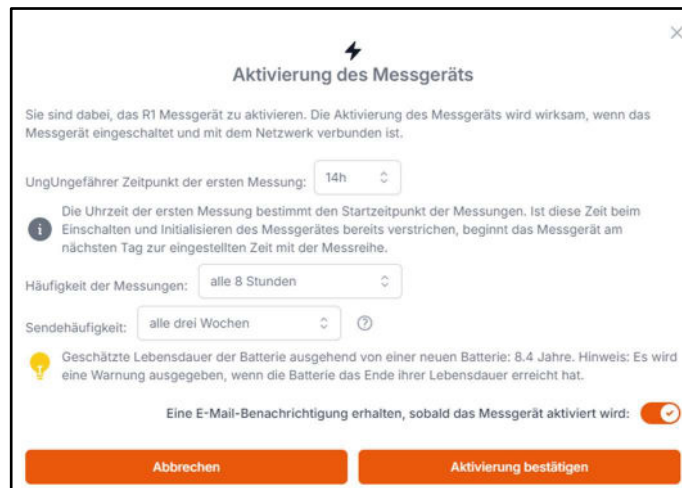 Aktivierung des Messgeräts
Sie sind dabei, das R1 Messgerät zu aktivieren. Die Aktivierung des Messgeräts wird wirksam, wenn das
Messgerät eingeschaltet und mit dem Netzwerk verbunden ist.
UngUngefährer Zeitpunkt der ersten Messung: 14h
Die Uhrzeit der ersten Messung bestimmt den Startzeitpunkt der Messungen. Ist diese Zeit beim
Einschalten und Initialisieren des Messgerätes bereits verstrichen, beginnt das Messgerät am
nächsten Tag zur eingestellten Zeit mit der Messreihe.
Häufigkeit der Messungen: alle 8 Stunden
Sendehäufigkeit: alle drei Wochen
Geschätzte Lebensdauer der Batterie ausgehend von einer neuen Batterie: 8.4 Jahre. Hinweis: Es wird
eine Warnung ausgegeben, wenn die Batterie das Ende ihrer Lebensdauer erreicht hat.
Eine E-Mail-Benachrichtigung erhalten, sobald das Messgerät aktiviert wird:
Abbrechen Aktivierung bestätigen